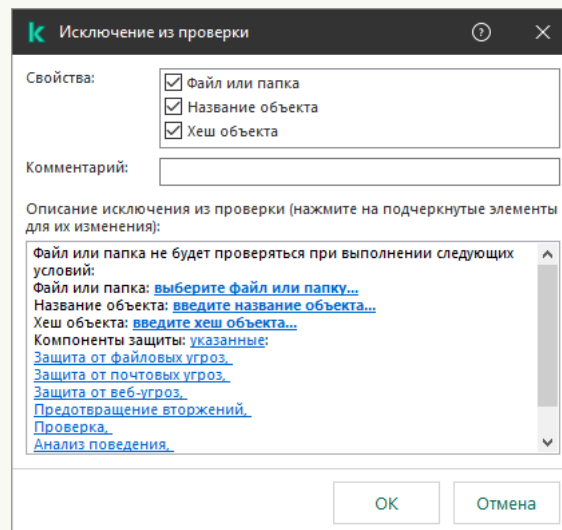 Исключение из проверки
Свойства:
Файл или папка
Название объекта
Хеш объекта
Комментарий:
Описание исключения из проверки (нажмите на подчеркнутые элементы
для их изменения):
Файл или папка не будет проверяться при выполнении следующих
условий:
Файл или папка: выберите файл или папку...
Название объекта: введите название объекта...
Хеш объекта: введите хеш объекта...
Компоненты защиты: указанные:
Защита от файловых угроз,
Защита от почтовых угроз,
Защита от веб-угроз,
Предотвращение вторжений,
Проверка,
Анализ поведения,
ОК
Отмена